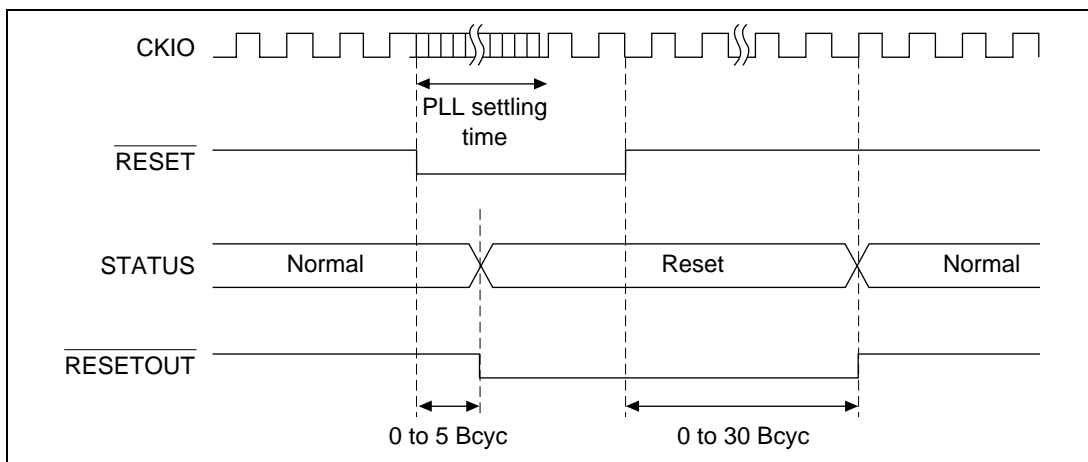 CKIO
PLL settling
time
RESET
STATUS
Normal
Reset
Normal
RESETOUT
0 to 5 Bcyc
0 to 30 Bcyc